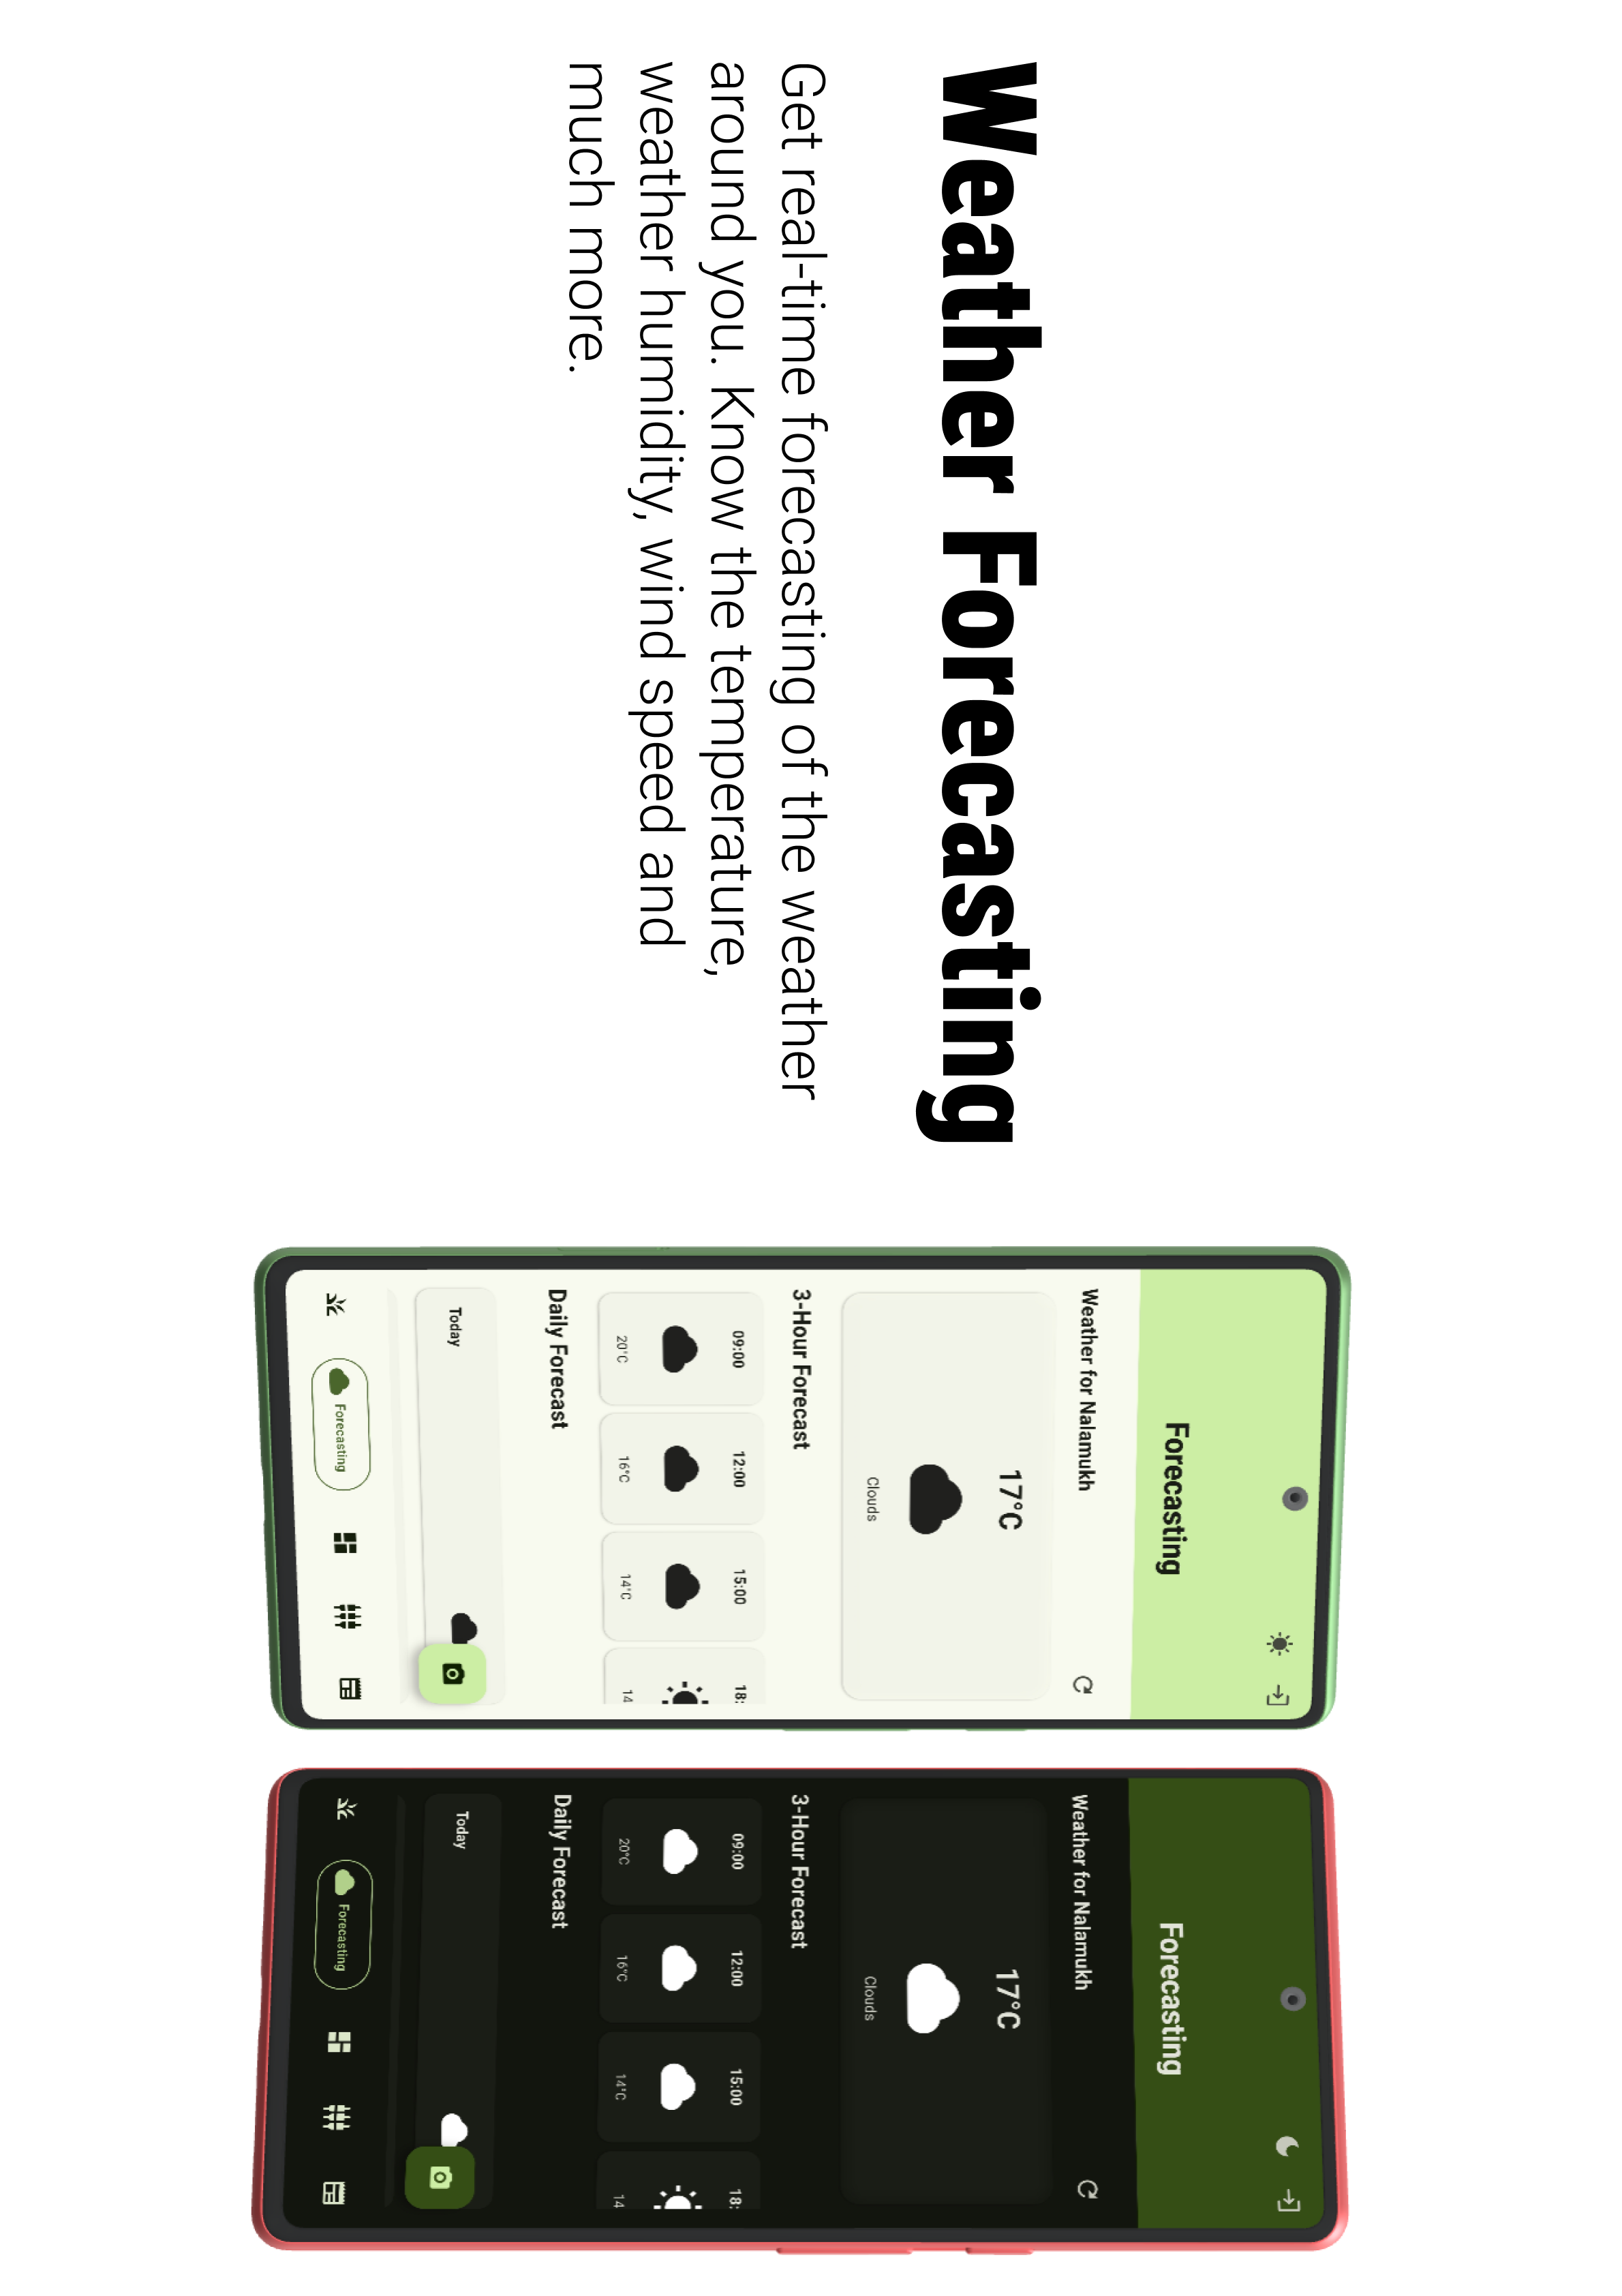 Weather Forecasting
Get real-time forecasting of the weather
around you. Know the temperature,
weather humidity, wind speed and
much more.
Forecasting
Weather for Nalamukh
17°C
Clouds
3-Hour Forecast
09:00 12:00 15:00 18:
20°C 16°C 14°C 14
Daily Forecast
Today
Forecasting
Forecasting
Weather for Nalamukh
17°C
Clouds
3-Hour Forecast
09:00 12:00 15:00 18:
20°C 16°C 14°C 14
Daily Forecast
Today
Forecasting